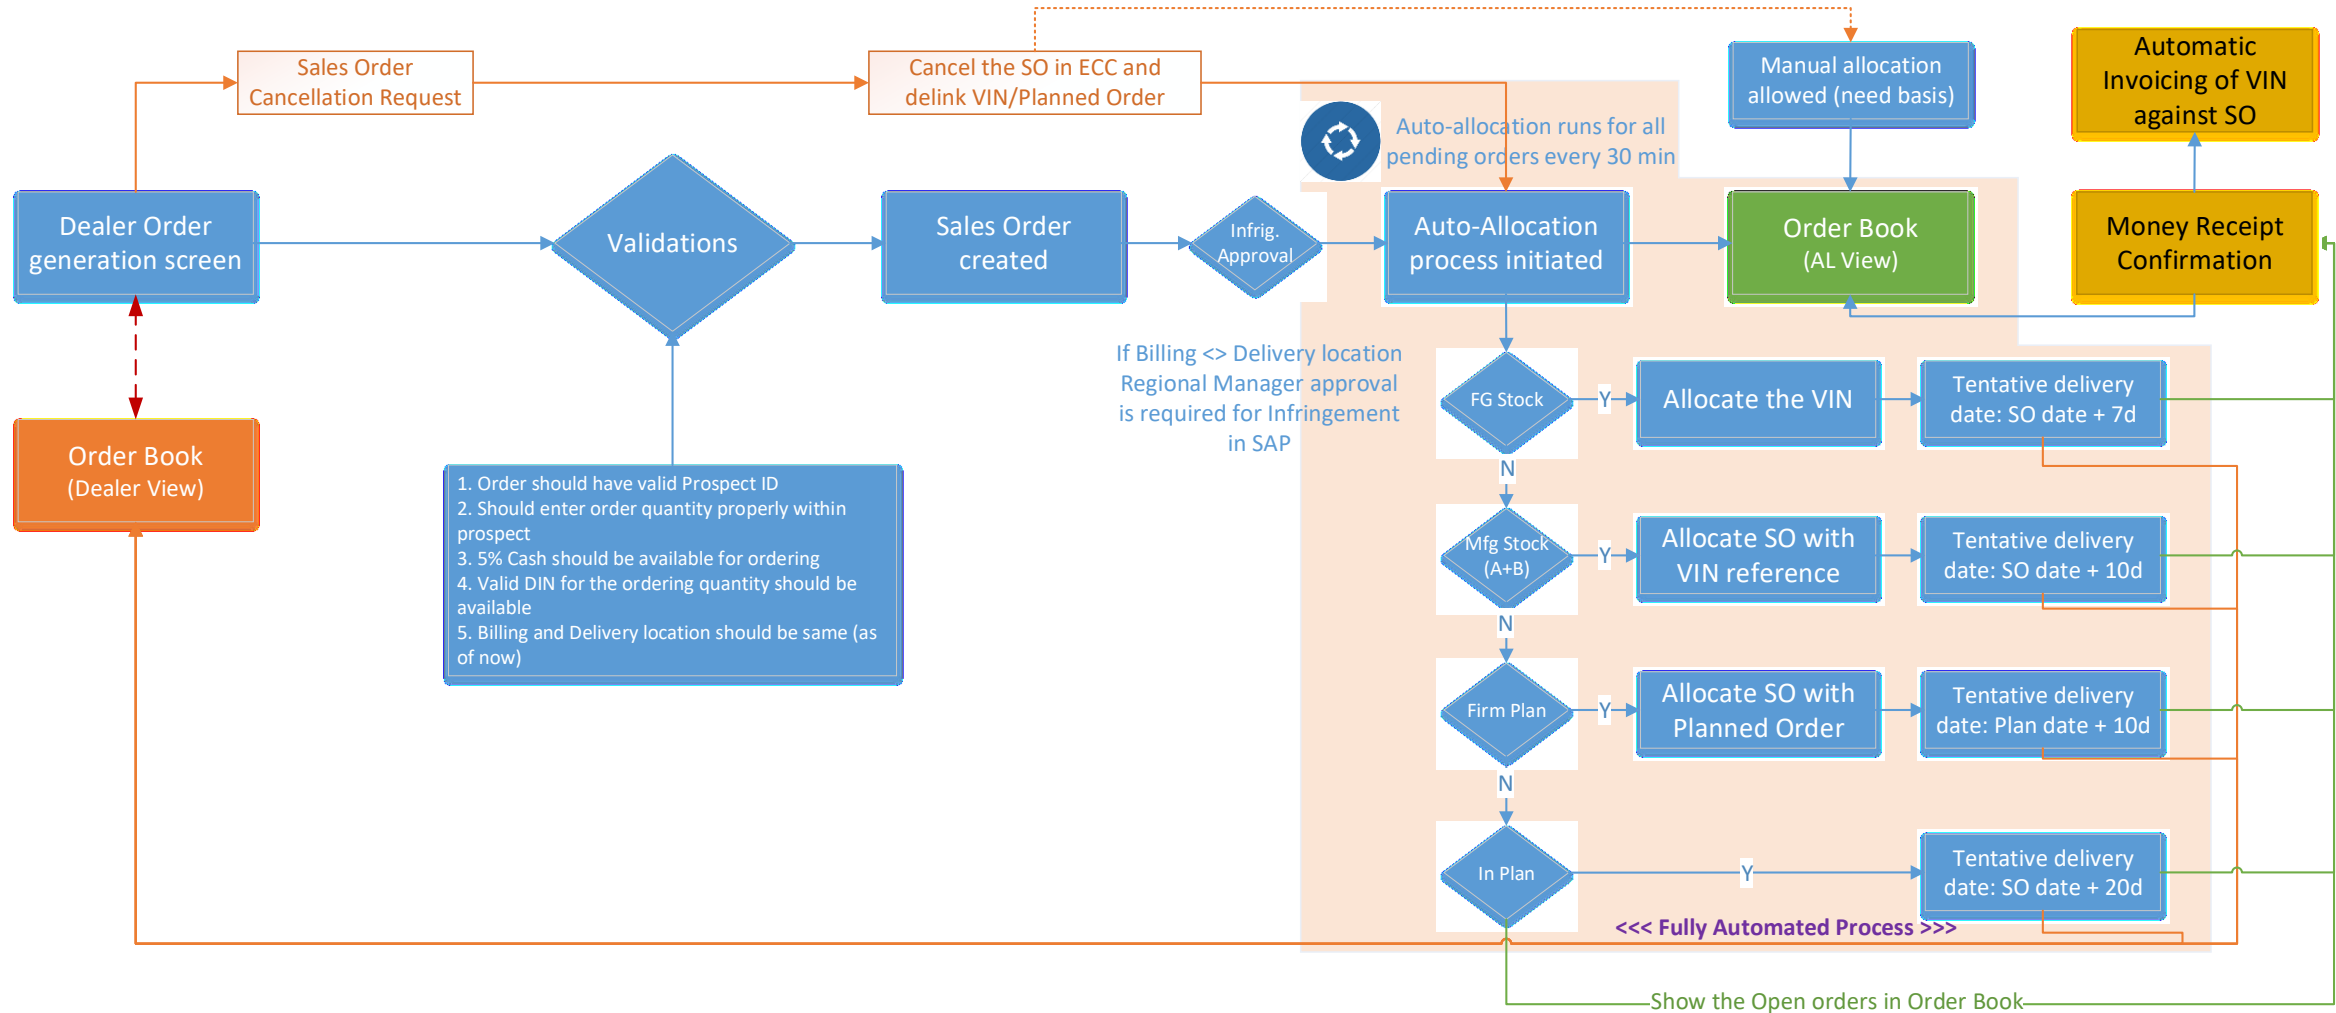 Sales Order
Cancellation Request
Cancel the SO in ECC and
delink VIN/Planned Order
Manual allocation
allowed (need basis)
Automatic
Invoicing of VIN
against SO
Auto-allocation runs for all
pending orders every 30 min
Dealer Order
generation screen
Validations
Sales Order
created
Infrig.
Approval
Auto-Allocation
process initiated
Order Book
(AL View)
Money Receipt
Confirmation
If Billing <> Delivery location
Regional Manager approval
is required for Infringement
in SAP
FG Stock
Y
Allocate the VIN
Tentative delivery
date: SO date + 7d
N
Order Book
(Dealer View)
1. Order should have valid Prospect ID
2. Should enter order quantity properly within
prospect
3. 5% Cash should be available for ordering
4. Valid DIN for the ordering quantity should be
available
5. Billing and Delivery location should be same (as
of now)
Mfg Stock
(A+B)
Y
Allocate SO with
VIN reference
Tentative delivery
date: SO date + 10d
N
Firm Plan
Y
Allocate SO with
Planned Order
Tentative delivery
date: Plan date + 10d
N
In Plan
Y
Tentative delivery
date: SO date + 20d
<<< Fully Automated Process >>>
Show the Open orders in Order Book